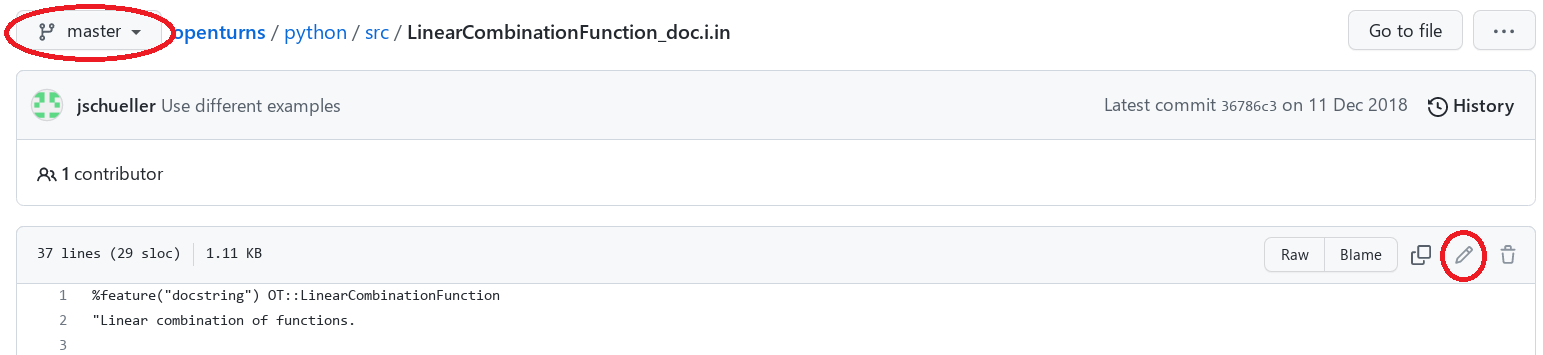 master openturns / python / src / LinearCombinationFunction_doc.i.in Go to file ...
jschueller Use different examples Latest commit 36786c3 on 11 Dec 2018 History
1 contributor
37 lines (29 sloc) 1.11 KB Raw Blame
1 %feature("docstring") OT::LinearCombinationFunction
2 "Linear combination of functions.
3